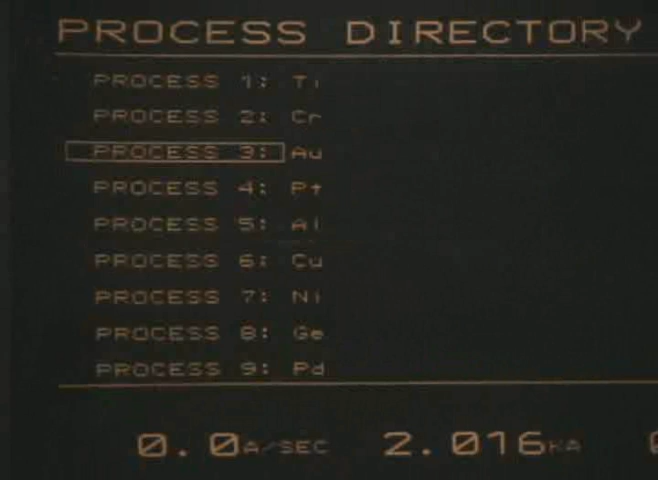 PROCESS DIRECTORY
PROCESS 1: Ti
PROCESS 2: Cr
PROCESS 3: Au
PROCESS 4: Pt
PROCESS 5: Al
PROCESS 6: Cu
PROCESS 7: Ni
PROCESS 8: Ge
PROCESS 9: Pd
0.0A/SEC 2.016KA